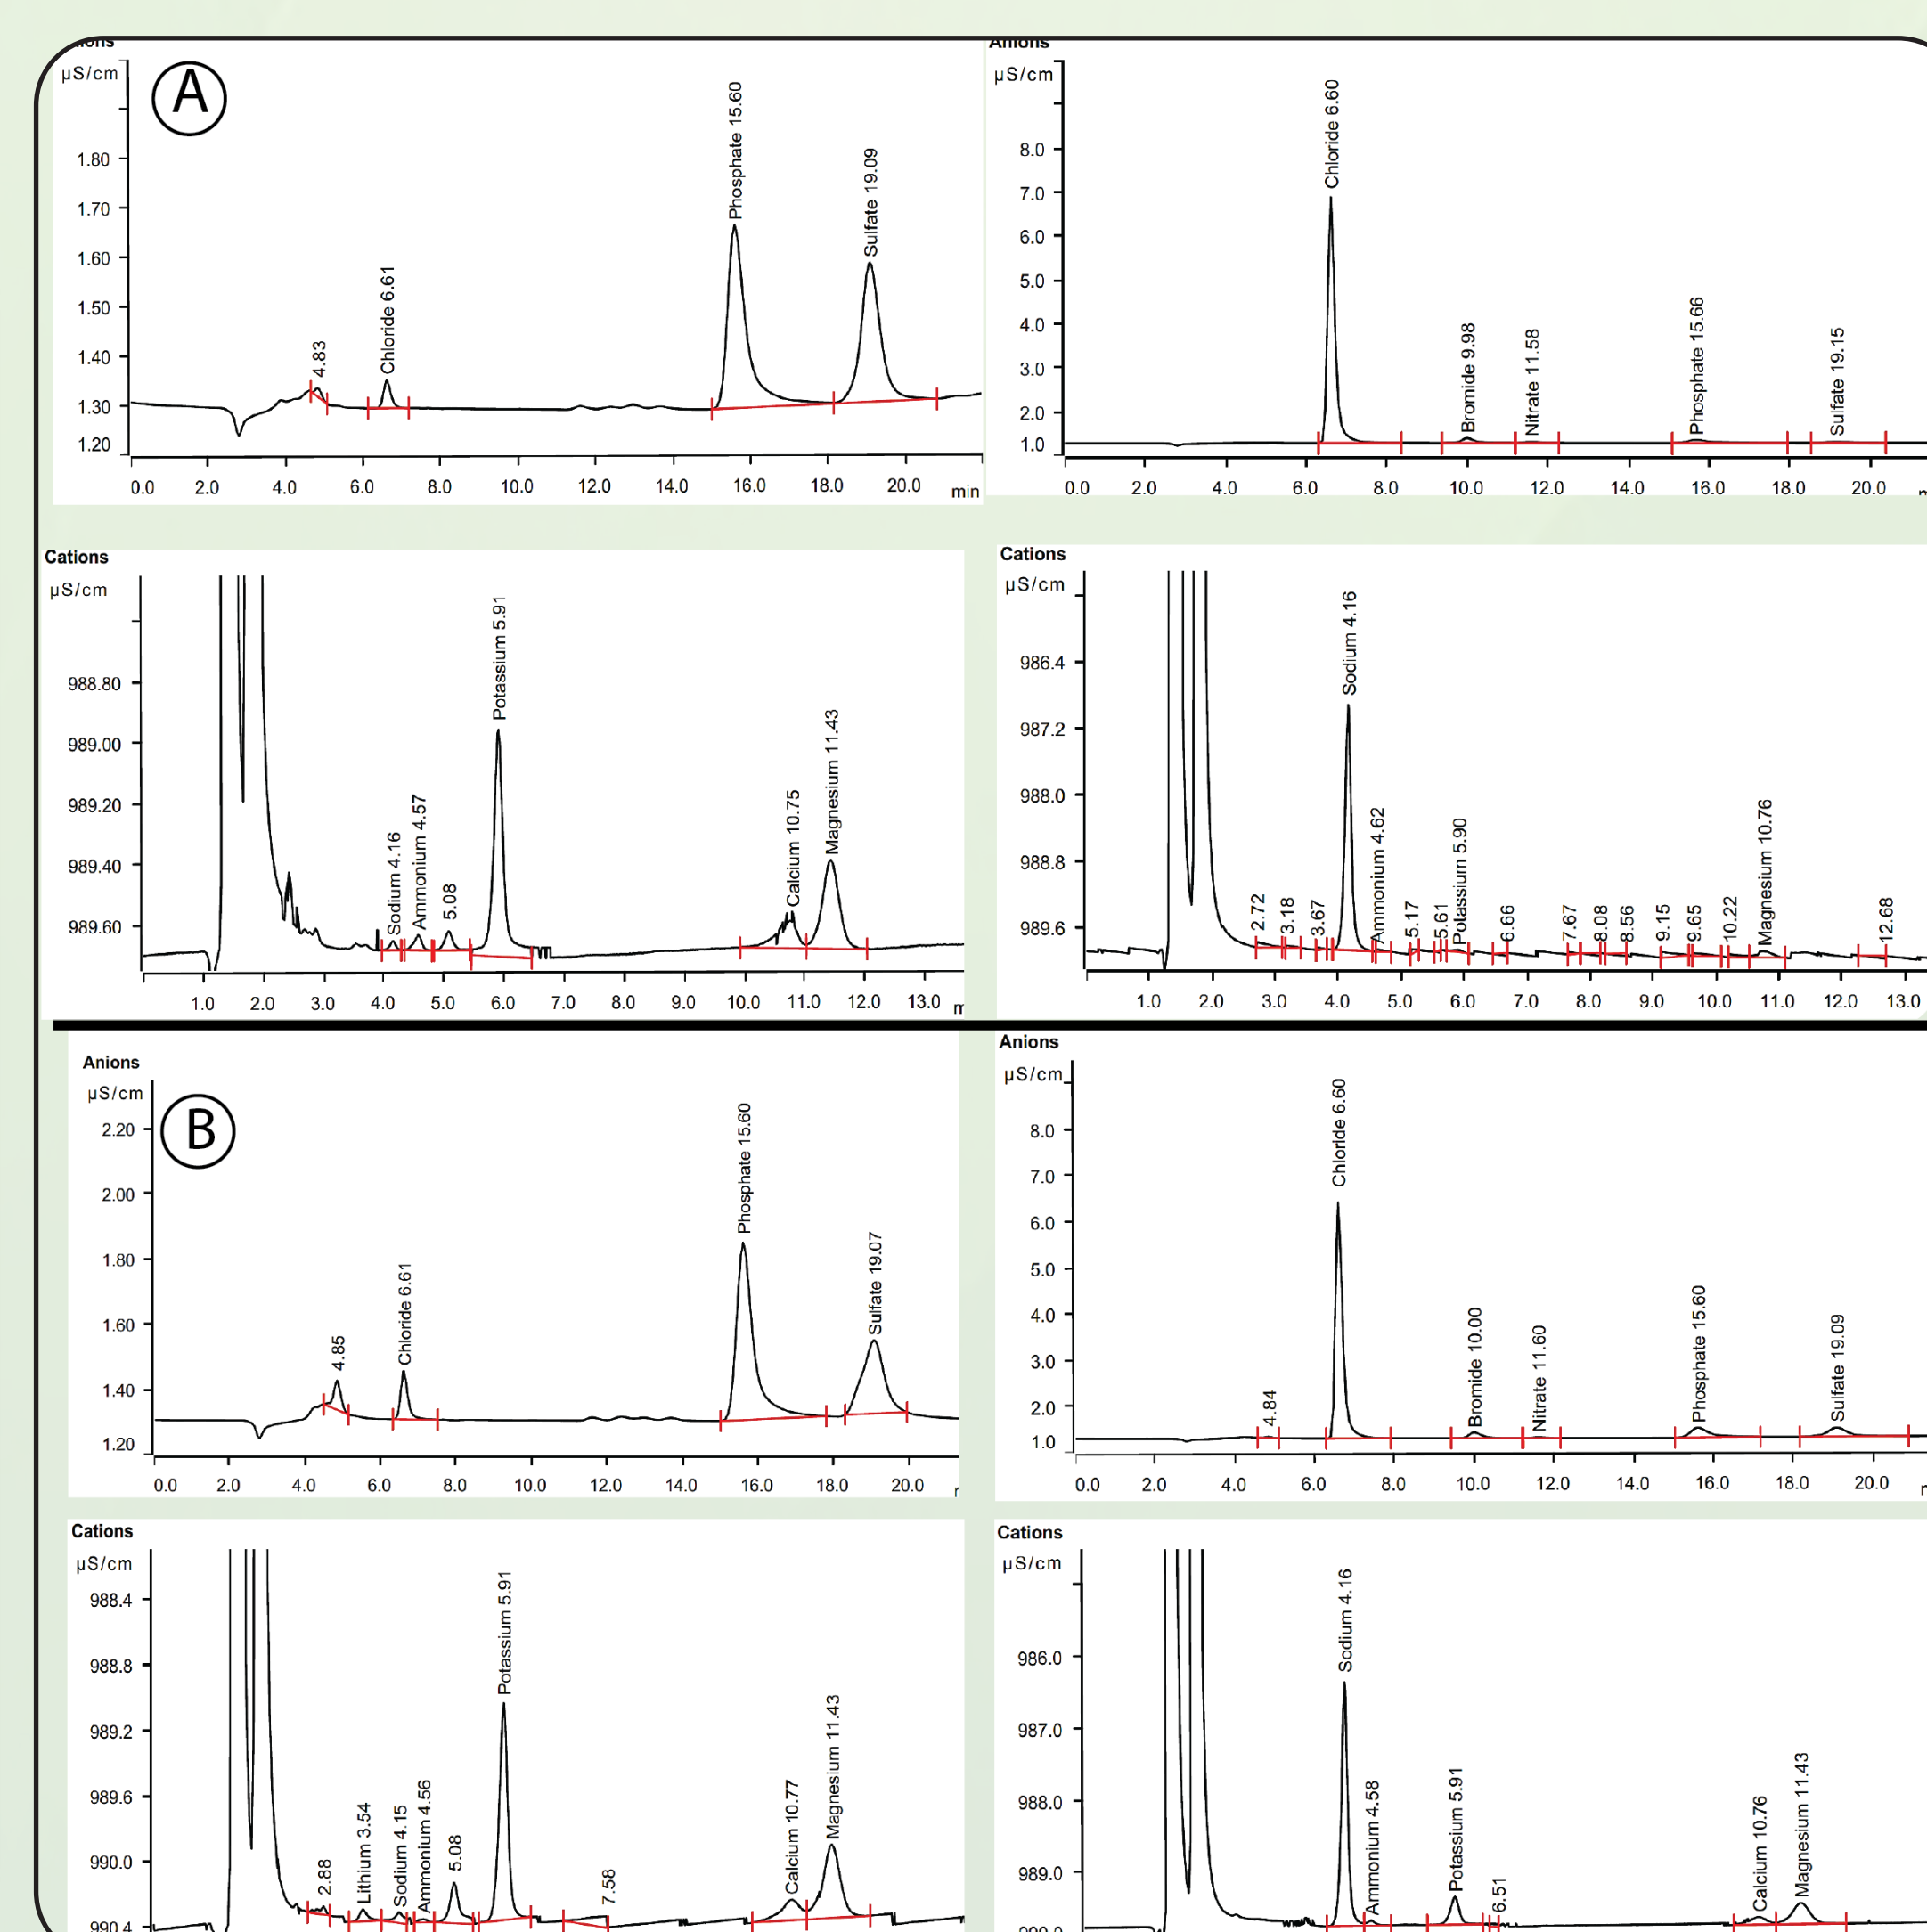 Anions
µS/cm
A
1.80
1.70
1.60
1.50
1.40
1.30
1.20
4.83
Chloride 6.61
Phosphate 15.60
Sulfate 19.09
0.0 2.0 4.0 6.0 8.0 10.0 12.0 14.0 16.0 18.0 20.0 min
Anions
µS/cm
8.0
7.0
6.0
5.0
4.0
3.0
2.0
1.0
Chloride 6.60
Bromide 9.98
Nitrate 11.58
Phosphate 15.66
Sulfate 19.15
0.0 2.0 4.0 6.0 8.0 10.0 12.0 14.0 16.0 18.0 20.0
Cations
µS/cm
988.80
989.00
989.20
989.40
989.60
Sodium 4.16
Ammonium 4.57
5.08
Potassium 5.91
Calcium 10.75
Magnesium 11.43
1.0 2.0 3.0 4.0 5.0 6.0 7.0 8.0 9.0 10.0 11.0 12.0 13.0
Cations
µS/cm
986.4
987.2
988.0
988.8
989.6
2.72
3.18
3.67
Sodium 4.16
Ammonium 4.62
5.17
5.61
Potassium 5.90
6.66
7.67
8.08
8.56
9.15
9.65
10.22
Magnesium 10.76
12.68
1.0 2.0 3.0 4.0 5.0 6.0 7.0 8.0 9.0 10.0 11.0 12.0 13.0
Anions
µS/cm
B
2.20
2.00
1.80
1.60
1.40
1.20
4.85
Chloride 6.61
Phosphate 15.60
Sulfate 19.07
0.0 2.0 4.0 6.0 8.0 10.0 12.0 14.0 16.0 18.0 20.0
Anions
µS/cm
8.0
7.0
6.0
5.0
4.0
3.0
2.0
1.0
4.84
Chloride 6.60
Bromide 10.00
Nitrate 11.60
Phosphate 15.60
Sulfate 19.09
0.0 2.0 4.0 6.0 8.0 10.0 12.0 14.0 16.0 18.0 20.0
Cations
µS/cm
988.4
988.8
989.2
989.6
990.0
990.4
2.88
Lithium 3.54
Sodium 4.15
Ammonium 4.56
5.08
Potassium 5.91
7.58
Calcium 10.77
Magnesium 11.43
Cations
µS/cm
986.0
987.0
988.0
989.0
Sodium 4.16
Ammonium 4.58
Potassium 5.91
6.51
Calcium 10.76
Magnesium 11.43